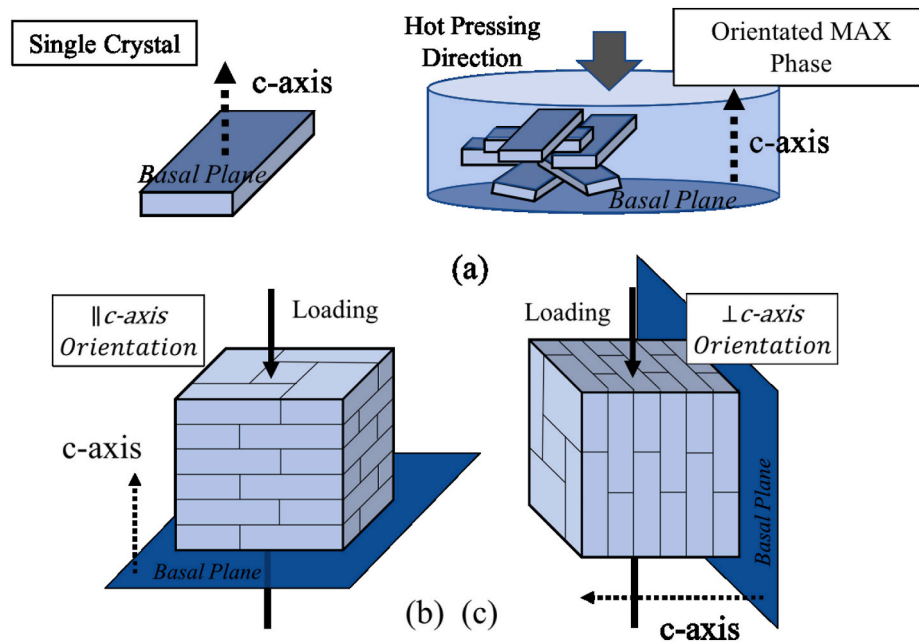 Single Crystal
c-axis
Basal Plane
Hot Pressing
Direction
Orientated MAX
Phase
c-axis
Basal Plane
(a)
∥c-axis
Orientation
Loading
c-axis
Basal Plane
(b)
(c)
Loading
⊥c-axis
Orientation
Basal Plane
c-axis